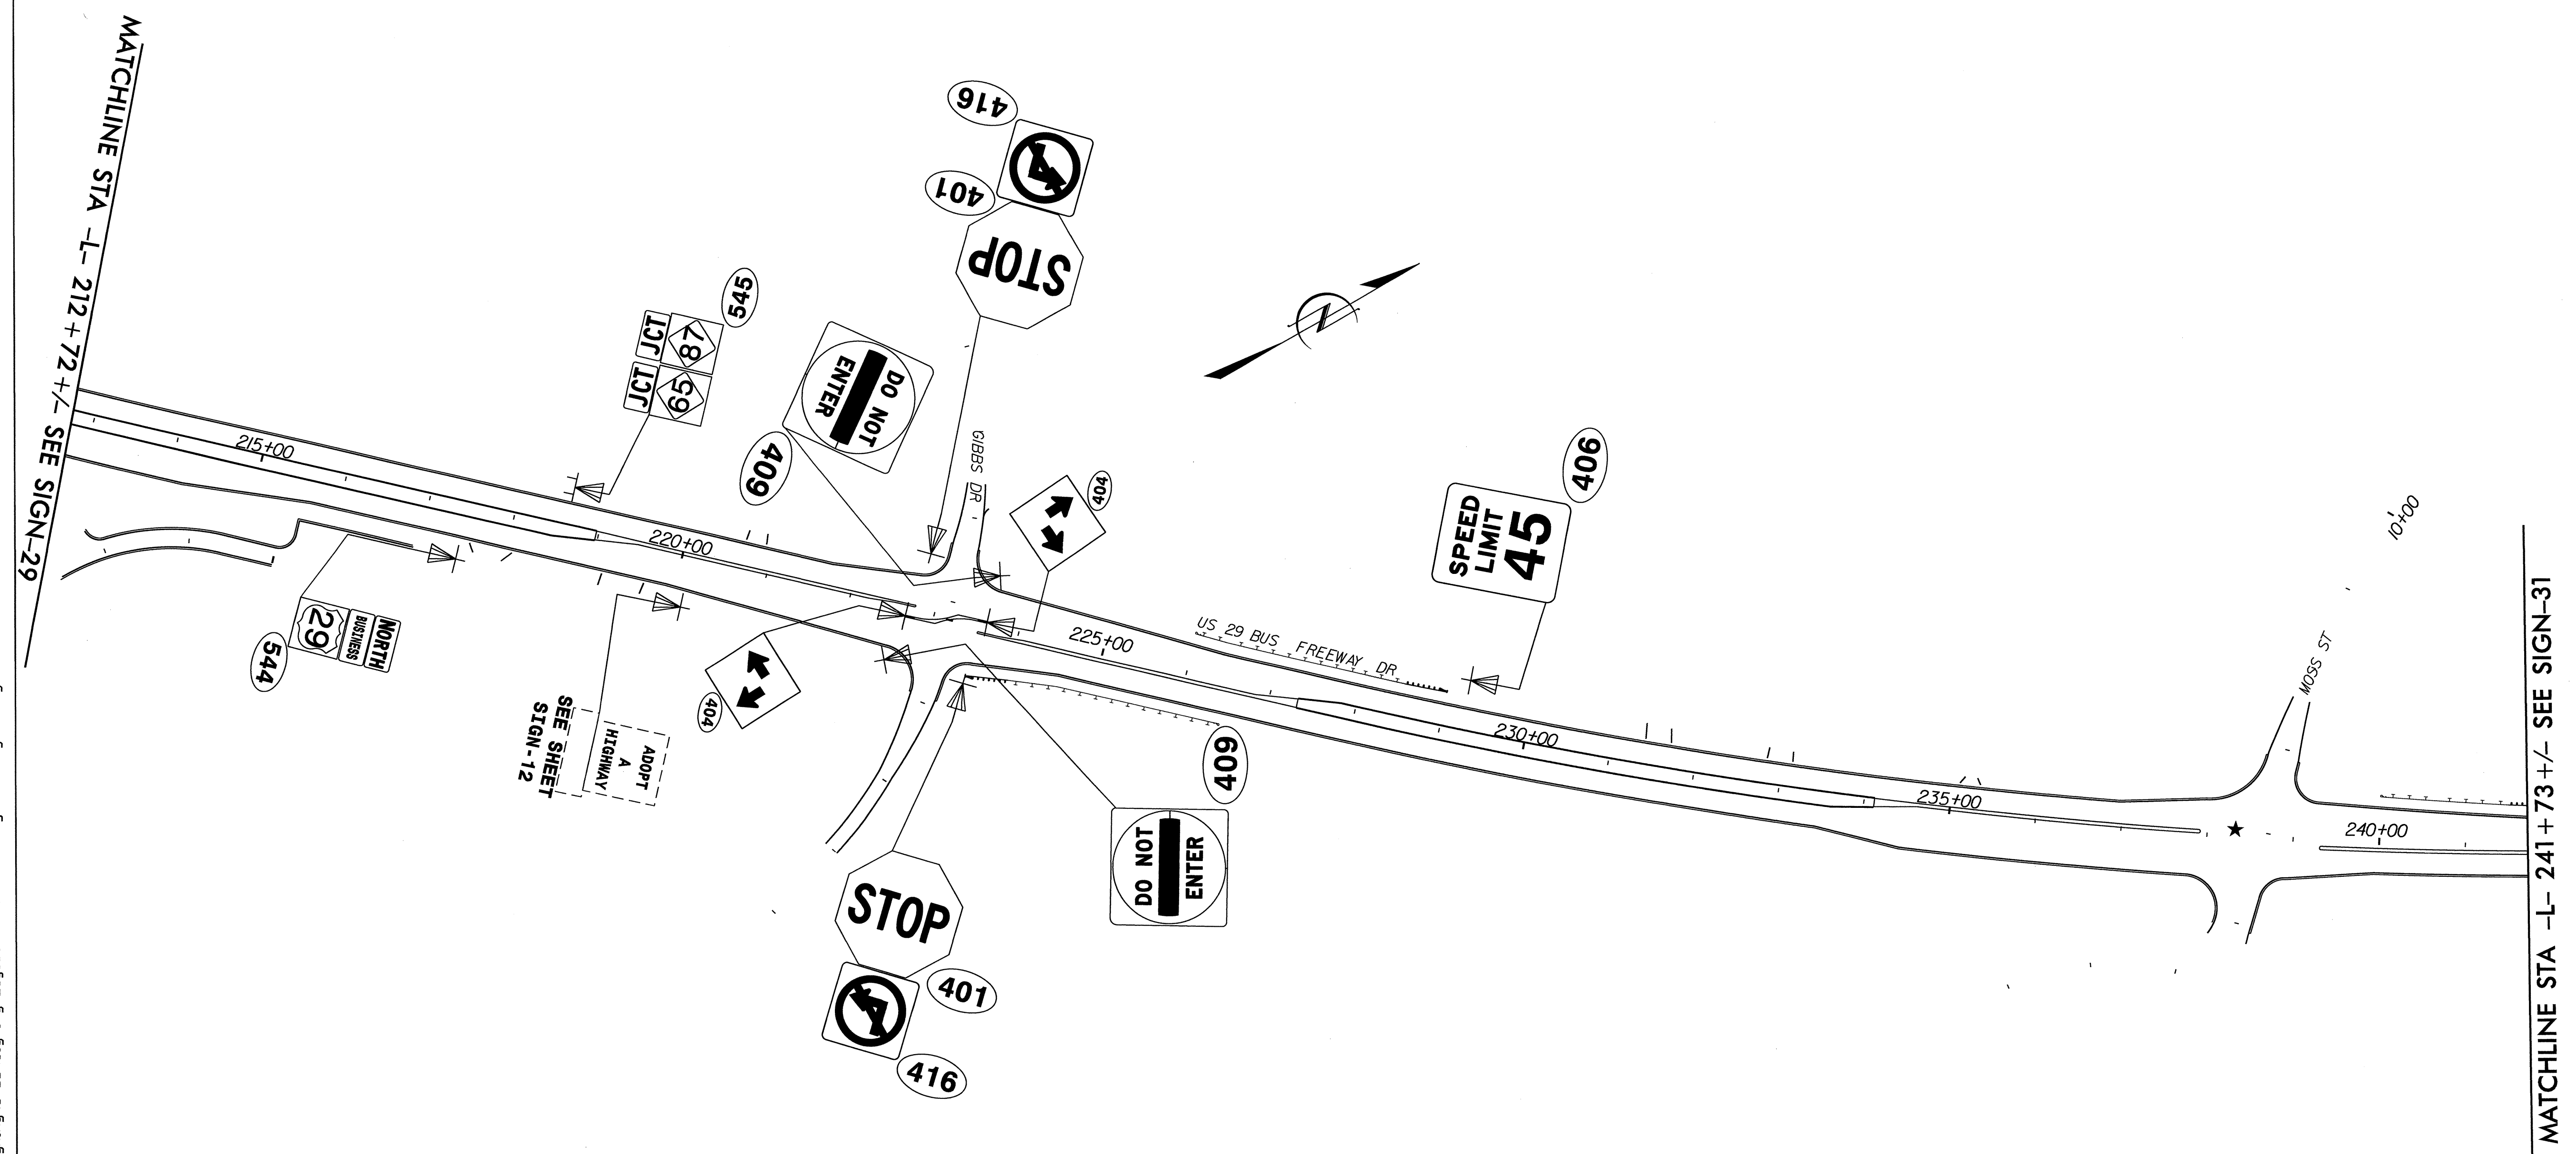 MATCHLINE STA -L- 212+72+/- SEE SIGN-29
416
401
STOP
545
JCT
87
JCT
65
DO NOT
ENTER
409
GIBBS DR
404
N
406
SPEED
LIMIT
45
10+00
MOSS ST
215+00
220+00
225+00
US 29 BUS FREEWAY DR
230+00
235+00
240+00
NORTH
BUSINESS
29
544
ADOPT
A
HIGHWAY
SEE SHEET
SIGN-12
404
409
DO NOT
ENTER
STOP
401
416
MATCHLINE STA -L- 241+73+/- SEE SIGN-31